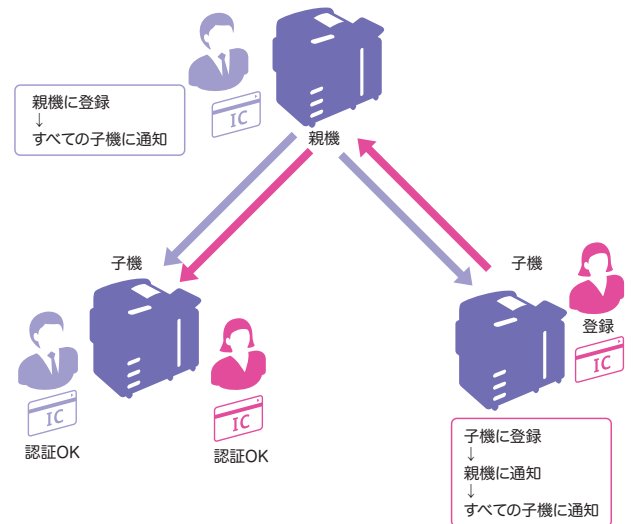 親機に登録
↓
すべての子機に通知
IC
親機
子機
子機
登録
IC
IC
認証OK
IC
認証OK
子機に登録
↓
親機に通知
↓
すべての子機に通知